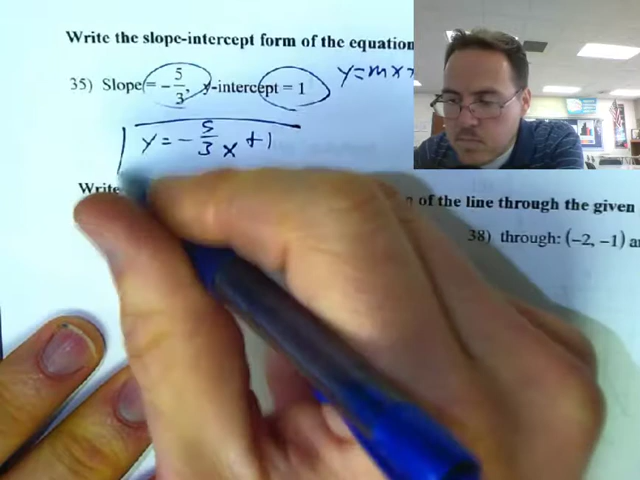 Write the slope-intercept form of the equation
35) Slope = -5/3, y-intercept = 1 y=mx+
y = -5/3 x + 1
Write of the line through the given
38) through: (-2, -1)